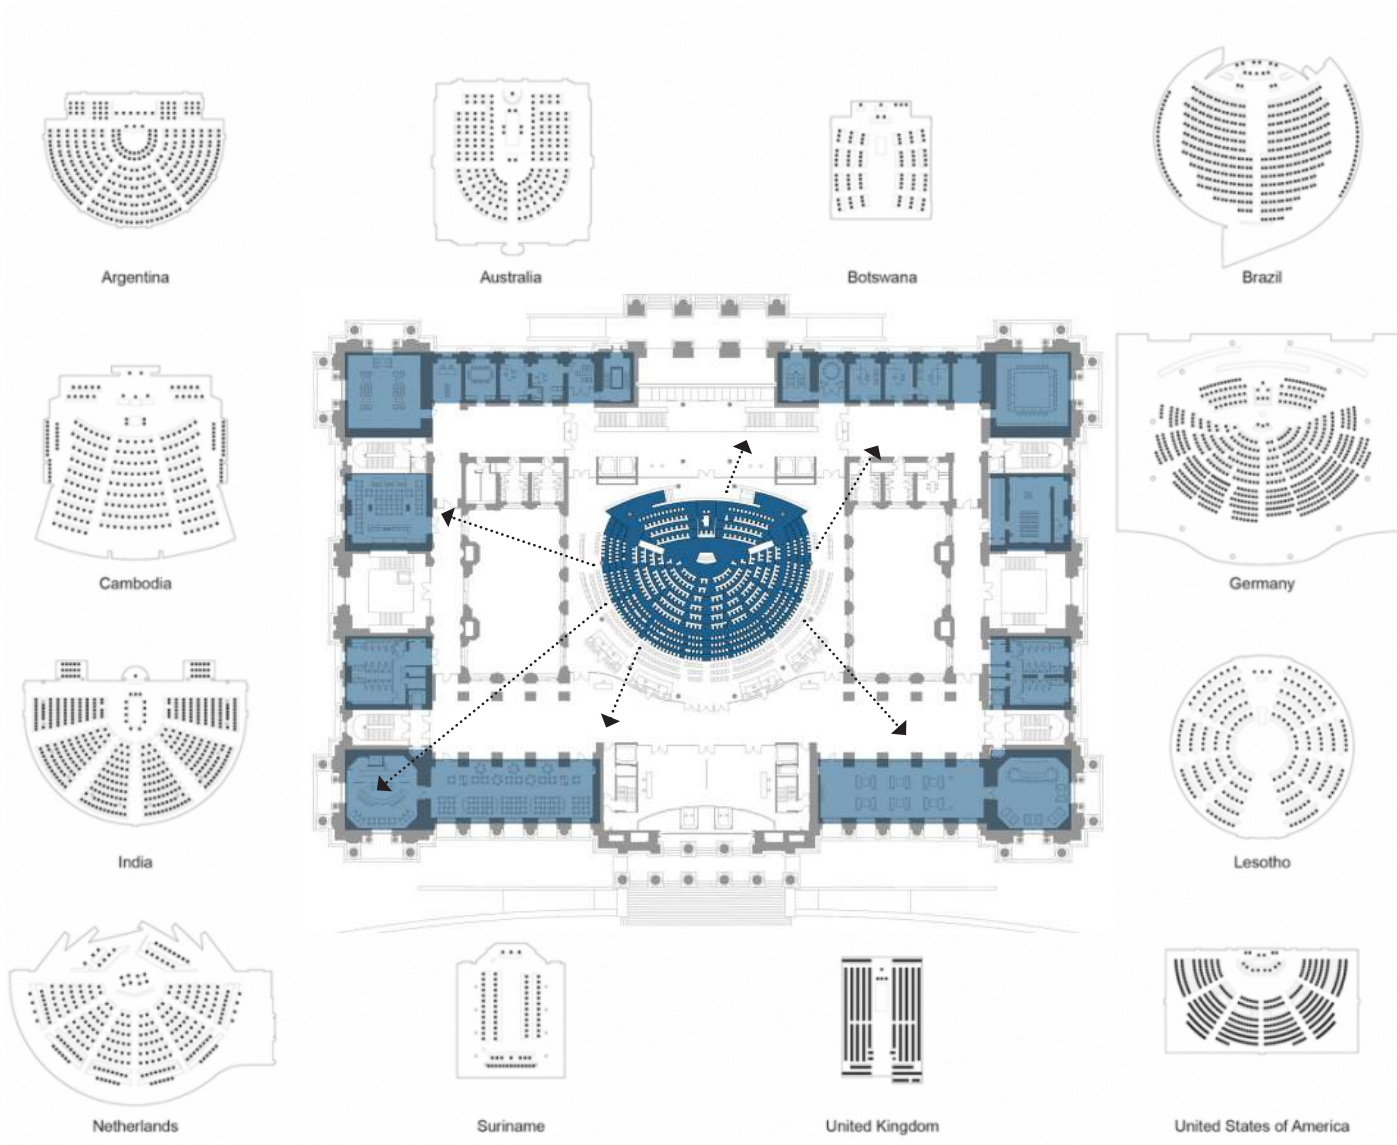 Argentina
Australia
Botswana
Brazil
Cambodia
Germany
India
Lesotho
Netherlands
Suriname
United Kingdom
United States of America